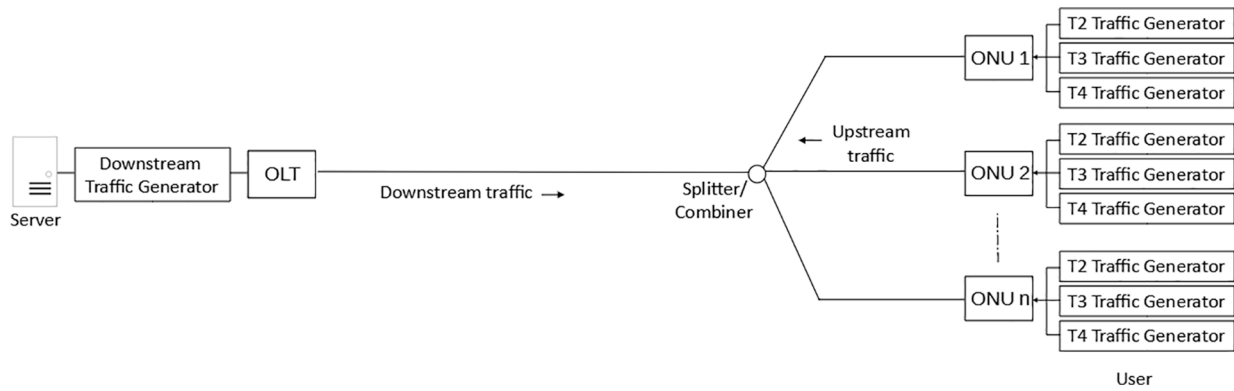 Server
Downstream
Traffic Generator
OLT
Downstream traffic
Splitter/
Combiner
Upstream
traffic
ONU 1
T2 Traffic Generator
T3 Traffic Generator
T4 Traffic Generator
ONU 2
T2 Traffic Generator
T3 Traffic Generator
T4 Traffic Generator
ONU n
T2 Traffic Generator
T3 Traffic Generator
T4 Traffic Generator
User